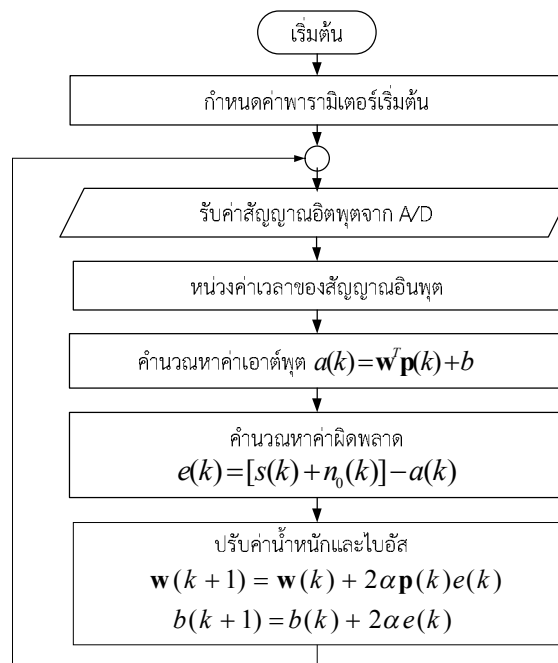 เริ่มต้น
กำหนดค่าพารามิเตอร์เริ่มต้น
รับค่าสัญญาณอิตพุตจาก A/D
หน่วงค่าเวลาของสัญญาณอินพุต
คำนวณหาค่าเอาต์พุต a(k)=w^T p(k)+b
คำนวณหาค่าผิดพลาด
e(k)=[s(k)+n₀(k)]−a(k)
ปรับค่าน้ำหนักและไบอัส
w(k+1) = w(k) + 2αp(k)e(k)
b(k+1) = b(k) + 2αe(k)